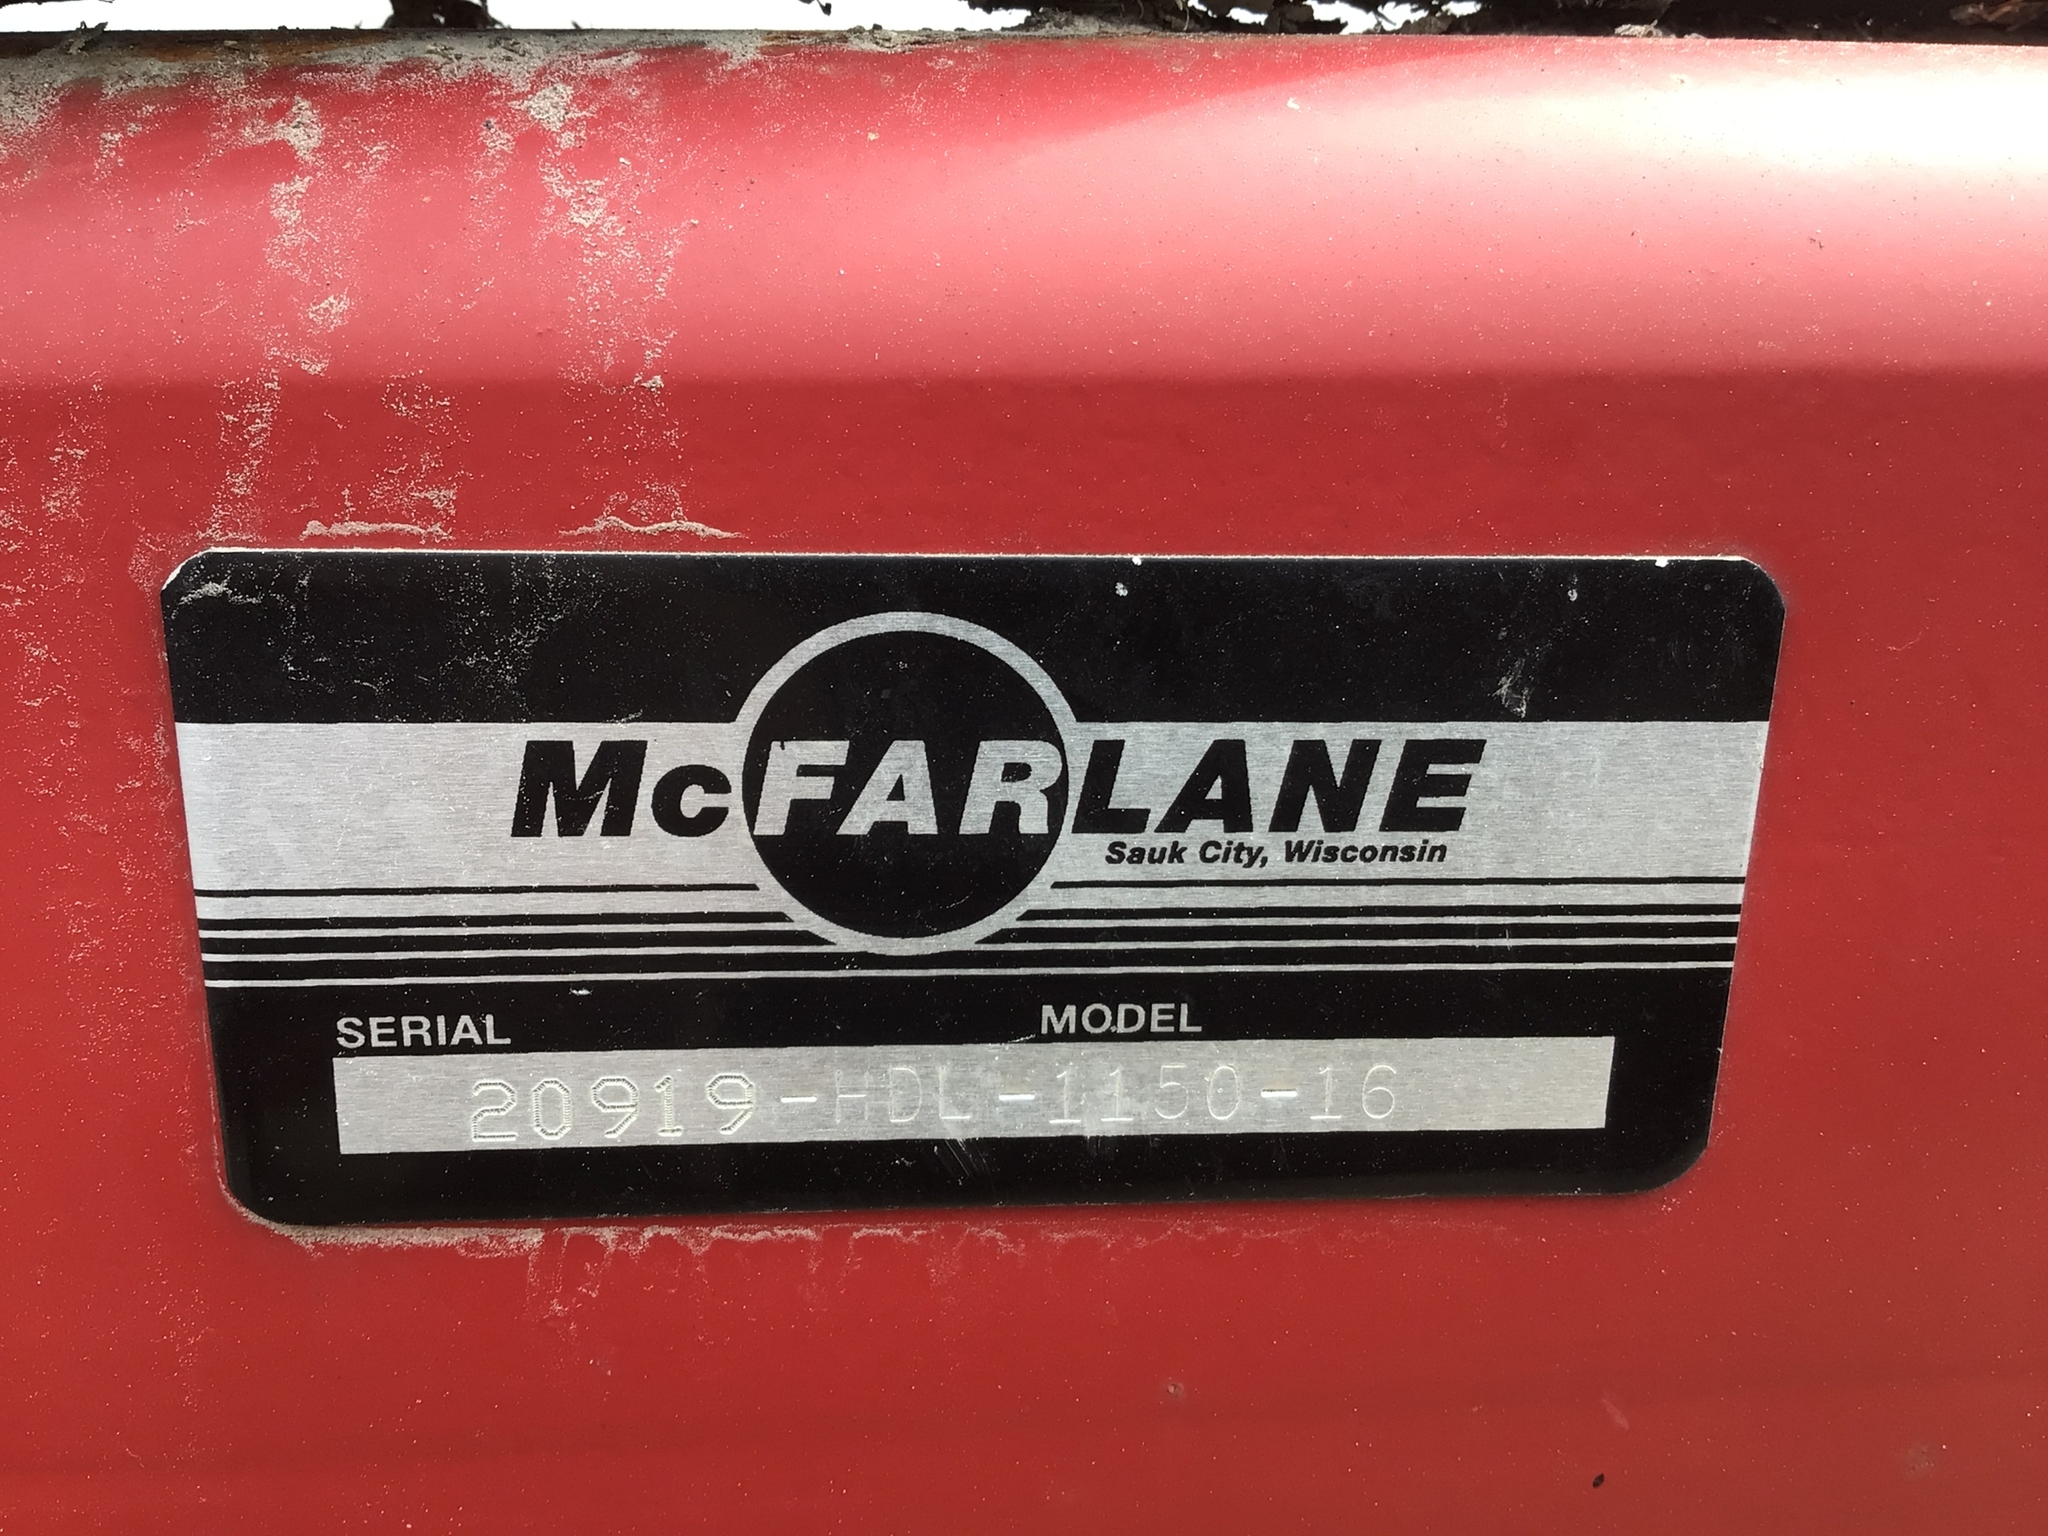 McFARLANE
Sauk City, Wisconsin
SERIAL MODEL
20919-HDL-1150-16